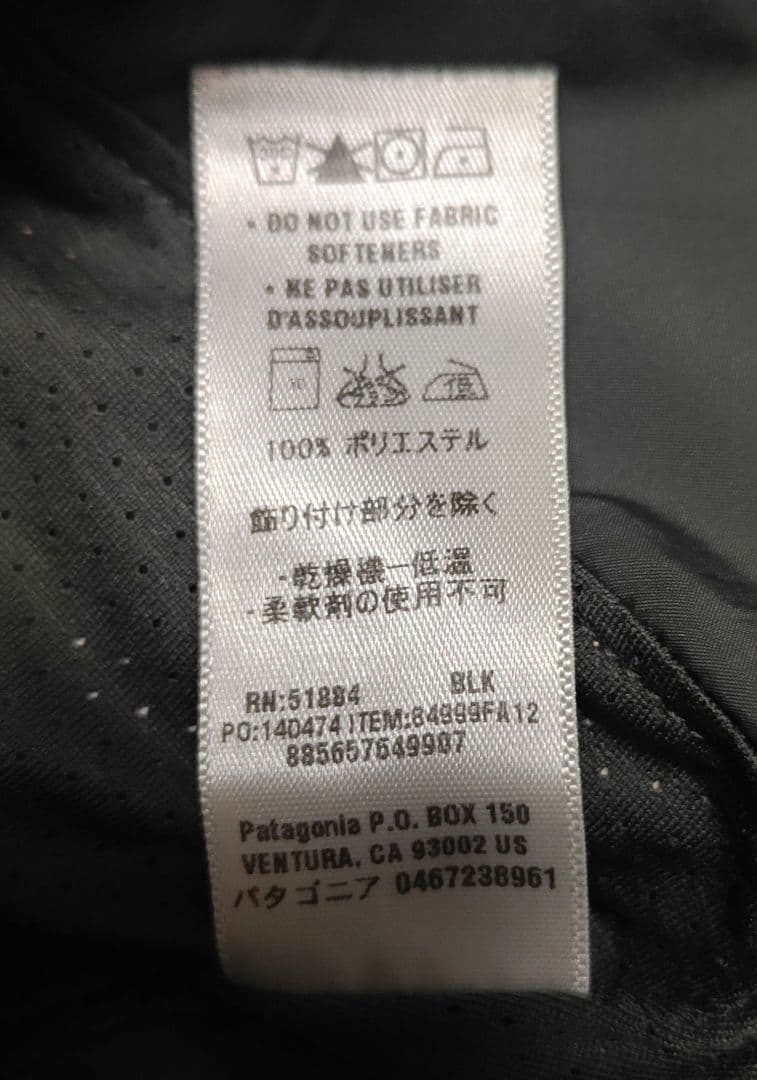 • DO NOT USE FABRIC
SOFTENERS
• NE PAS UTILISER
D'ASSOUPLISSANT
低
100% ポリエステル
飾り付け部分を除く
-乾燥機一低温
-柔軟剤の使用不可
RN:51884 BLK
PO:140474 ITEM:84999FA12
885657649907
Patagonia P.O. BOX 150
VENTURA, CA 93002 US
パタゴニア 0467238961